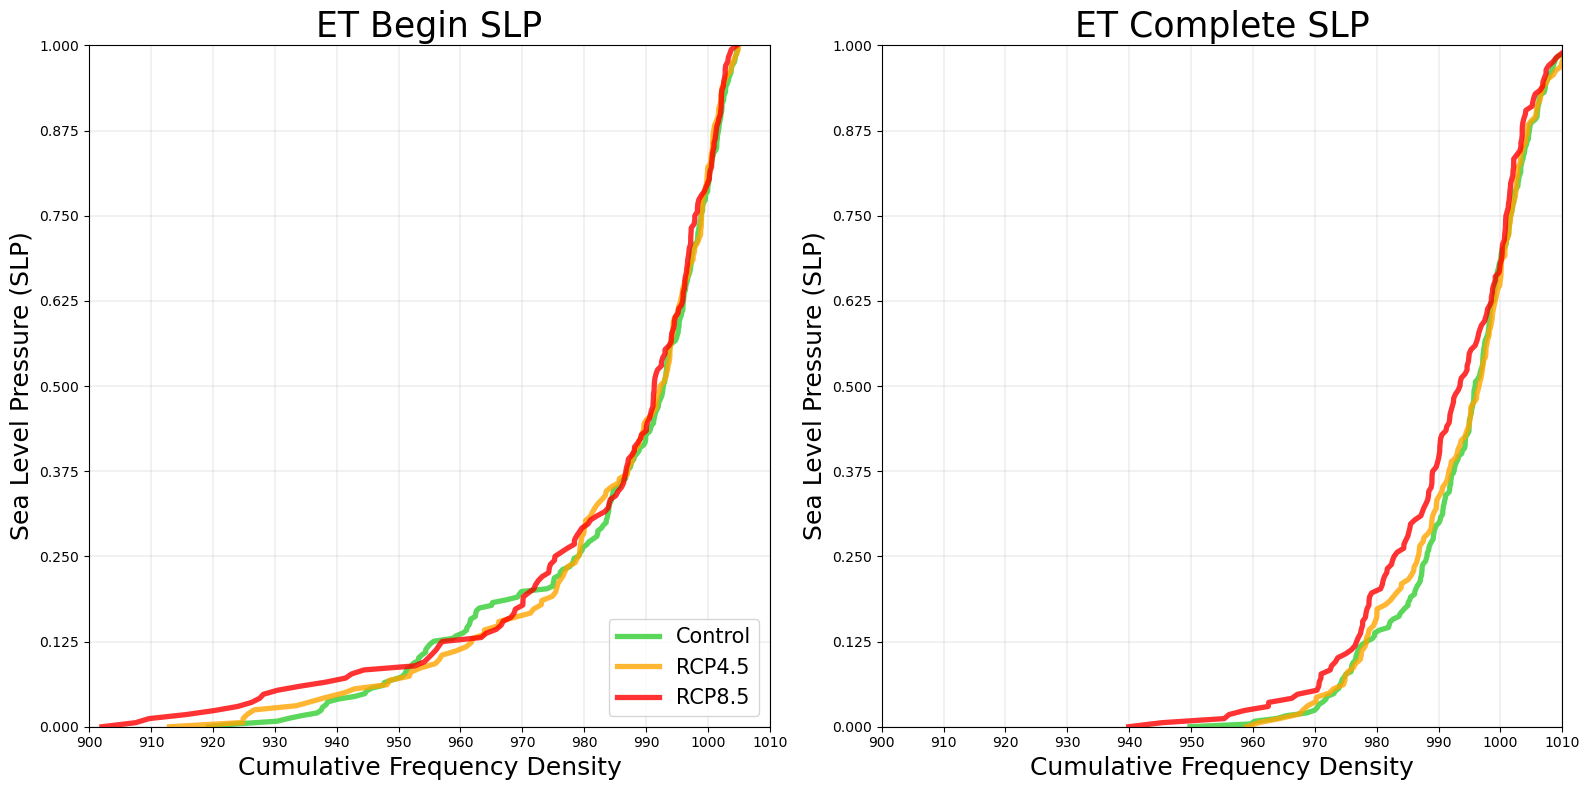 ET Begin SLP
Sea Level Pressure (SLP)
1.000
0.875
0.750
0.625
0.500
0.375
0.250
0.125
0.000
900 910 920 930 940 950 960 970 980 990 1000 1010
Cumulative Frequency Density
Control
RCP4.5
RCP8.5
ET Complete SLP
Sea Level Pressure (SLP)
1.000
0.875
0.750
0.625
0.500
0.375
0.250
0.125
0.000
900 910 920 930 940 950 960 970 980 990 1000 1010
Cumulative Frequency Density